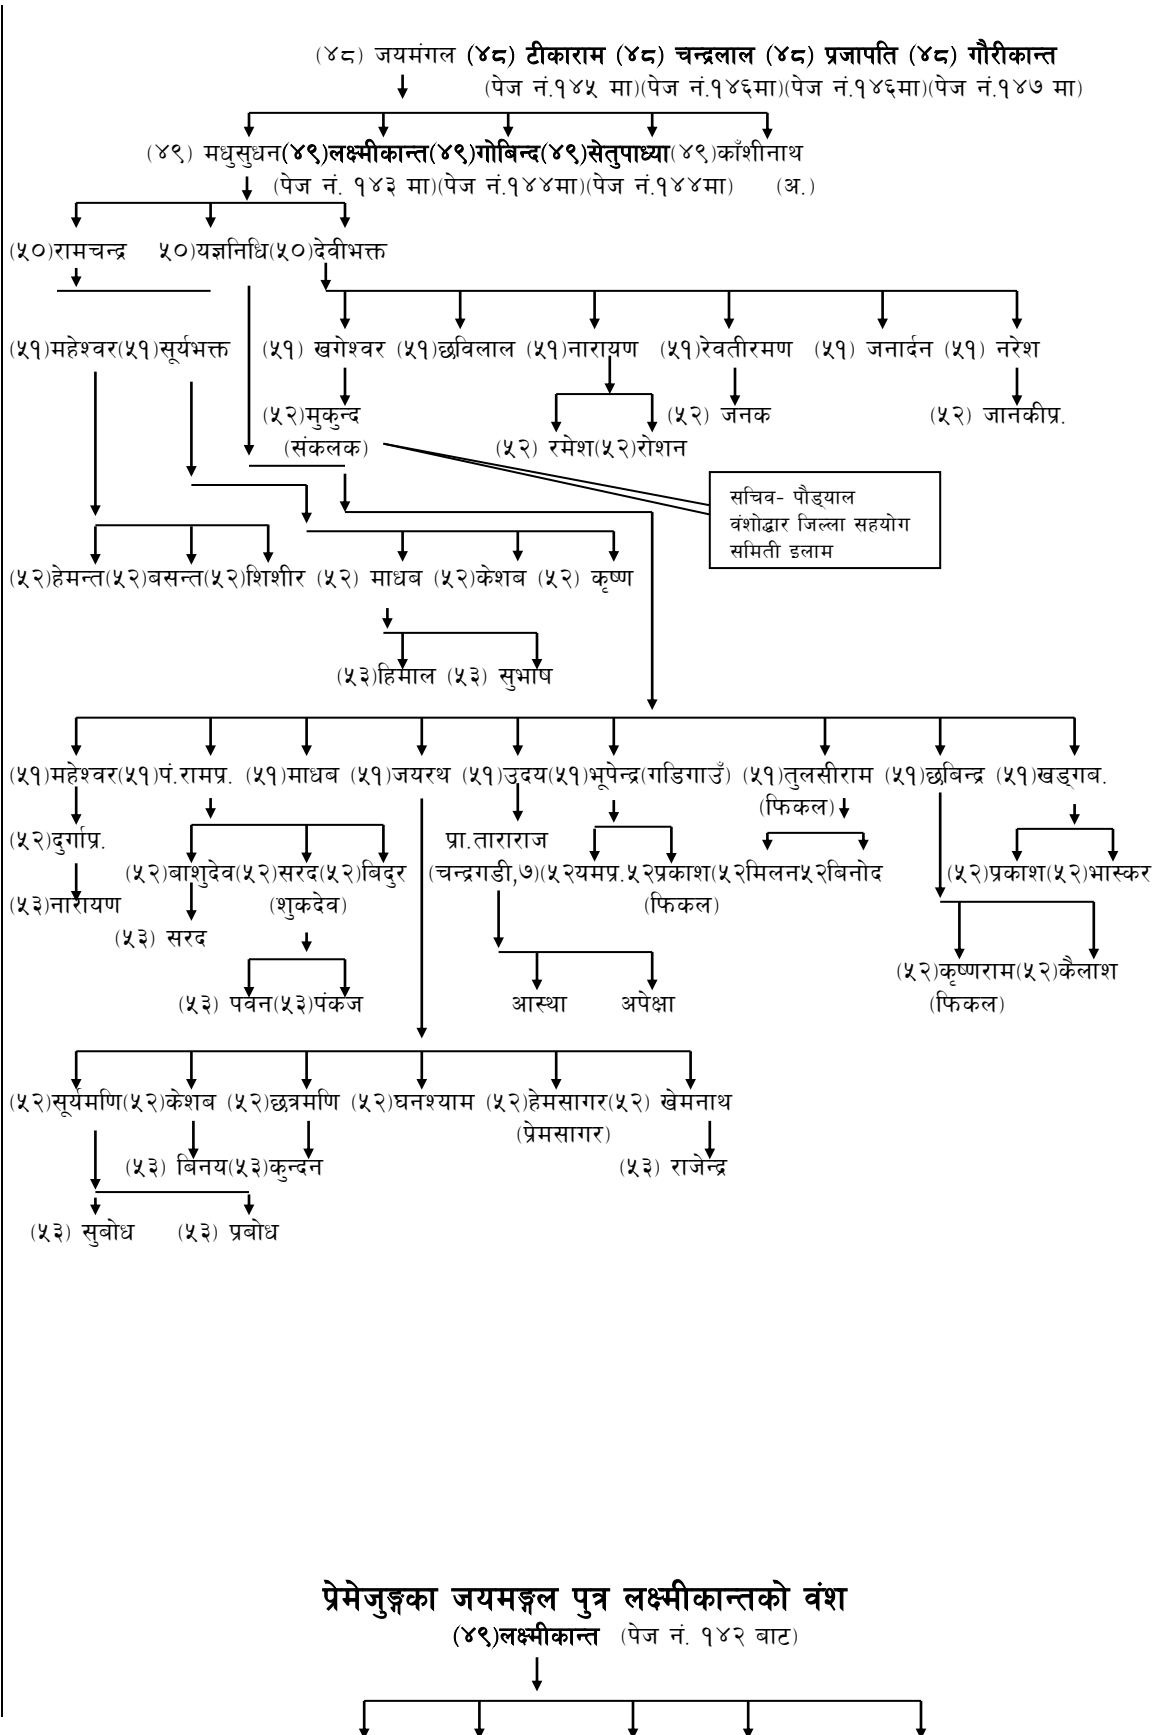 (४८) जयमंगल (४८) टीकाराम (४८) चन्द्रलाल (४८) प्रजापति (४८) गौरीकान्त
(पेज नं.१४५ मा)(पेज नं.१४६मा)(पेज नं.१४६मा)(पेज नं.१४७ मा)
(४९) मधुसुधन(४९)लक्ष्मीकान्त(४९)गोबिन्द(४९)सेतुपाध्या(४९)काँशीनाथ
(पेज नं. १४३ मा)(पेज नं.१४४मा)(पेज नं.१४४मा) (अ.)
(५०)रामचन्द्र ५०)यज्ञनिधि(५०)देवीभक्त
(५१)महेश्वर(५१)सूर्यभक्त (५१) खगेश्वर (५१)छविलाल (५१)नारायण (५१)रेवतीरमण (५१) जनार्दन (५१) नरेश
(५२)मुकुन्द (५२) जनक (५२) जानकीप्र.
(संकलक) (५२) रमेश(५२)रोशन
सचिव- पौड्याल
वंशोद्धार जिल्ला सहयोग
समिती इलाम
(५२)हेमन्त(५२)बसन्त(५२)शिशीर (५२) माधब (५२)केशब (५२) कृष्ण
(५३)हिमाल (५३) सुभाष
(५१)महेश्वर(५१)पं.रामप्र. (५१)माधब (५१)जयरथ (५१)उदय(५१)भूपेन्द्र(गडिगाउँ) (५१)तुलसीराम (५१)छबिन्द्र (५१)खड्गब.
(फिकल)
(५२)दुर्गाप्र. प्रा.ताराराज
(५२)बाशुदेव(५२)सरद(५२)बिदुर (चन्द्रगडी,७)(५२यमप्र.५२प्रकाश(५२मिलन५२बिनोद (५२)प्रकाश(५२)भास्कर
(५३)नारायण (शुकदेव) (फिकल)
(५३) सरद
(५२)कृष्णराम(५२)कैलाश
(५३) पवन(५३)पंकज आस्था अपेक्षा (फिकल)
(५२)सूर्यमणि(५२)केशब (५२)छत्रमणि (५२)घनश्याम (५२)हेमसागर(५२) खेमनाथ
(प्रेमसागर)
(५३) बिनय(५३)कुन्दन (५३) राजेन्द्र
(५३) सुबोध (५३) प्रबोध
प्रेमेजुङ्गका जयमङ्गल पुत्र लक्ष्मीकान्तको वंश
(४९)लक्ष्मीकान्त (पेज नं. १४२ बाट)